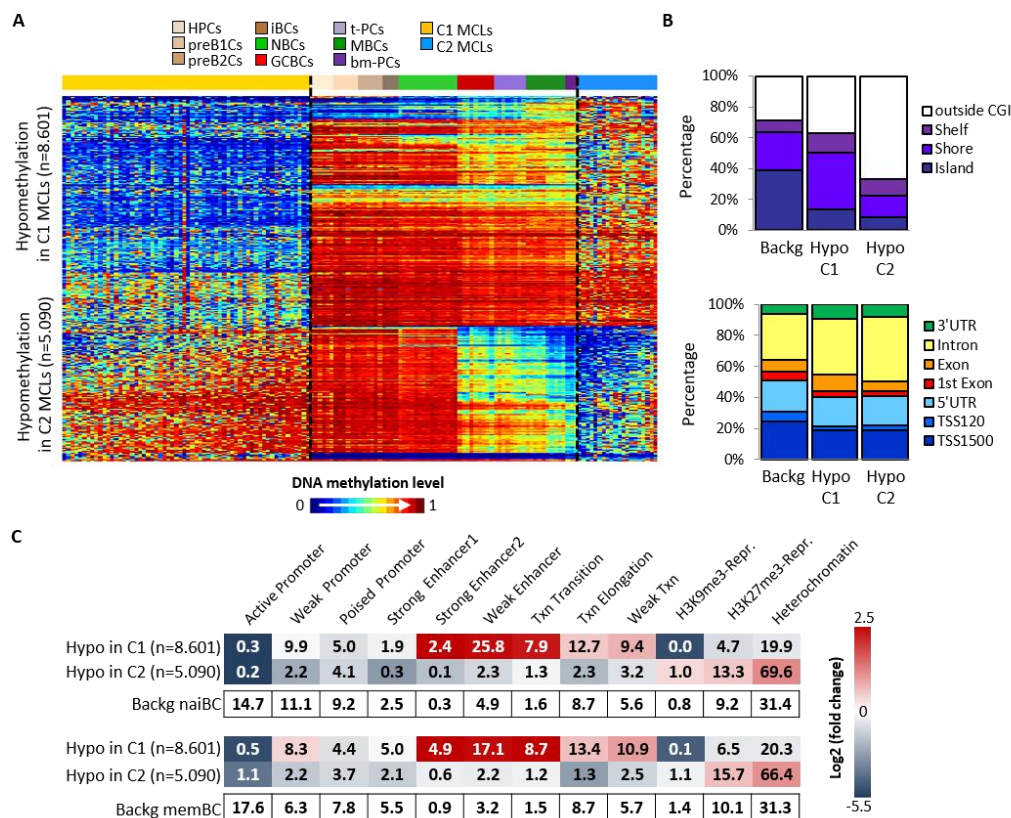 A
HPCs iBCs t-PCs C1 MCLs
preB1Cs NBCs MBCs C2 MCLs
preB2Cs GCBCs bm-PCs
Hypomethylation
in C1 MCLs (n=8.601)
Hypomethylation
in C2 MCLs (n=5.090)
DNA methylation level
0 1
B
100%
80%
60%
40%
20%
0%
Percentage
Backg Hypo Hypo
C1 C2
outside CGI
Shelf
Shore
Island
100%
80%
60%
40%
20%
0%
Percentage
Backg Hypo Hypo
C1 C2
3'UTR
Intron
Exon
1st Exon
5'UTR
TSS120
TSS1500
C
Active Promoter
Weak Promoter
Poised Promoter
Strong Enhancer1
Strong Enhancer2
Weak Enhancer
Txn Transition
Txn Elongation
Weak Txn
H3K9me3-Repr.
H3K27me3-Repr.
Heterochromatin
Hypo in C1 (n=8.601) 0.3 9.9 5.0 1.9 2.4 25.8 7.9 12.7 9.4 0.0 4.7 19.9
Hypo in C2 (n=5.090) 0.2 2.2 4.1 0.3 0.1 2.3 1.3 2.3 3.2 1.0 13.3 69.6
Backg naiBC 14.7 11.1 9.2 2.5 0.3 4.9 1.6 8.7 5.6 0.8 9.2 31.4
Hypo in C1 (n=8.601) 0.5 8.3 4.4 5.0 4.9 17.1 8.7 13.4 10.9 0.1 6.5 20.3
Hypo in C2 (n=5.090) 1.1 2.2 3.7 2.1 0.6 2.2 1.2 1.3 2.5 1.1 15.7 66.4
Backg memBC 17.6 6.3 7.8 5.5 0.9 3.2 1.5 8.7 5.7 1.4 10.1 31.3
2.5
0
-5.5
Log2 (fold change)